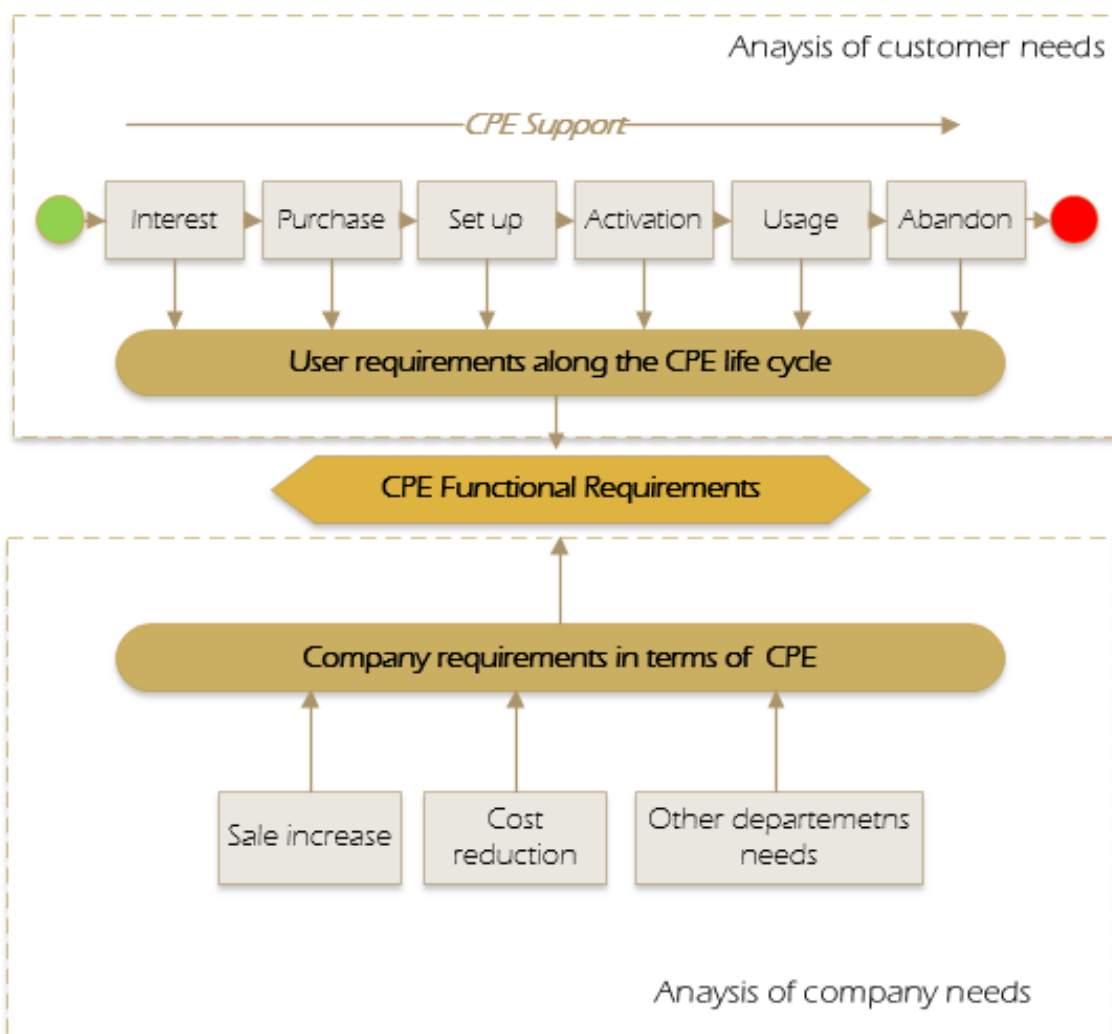 Anaysis of customer needs
CPE Support
Interest
Purchase
Set up
Activation
Usage
Abandon
User requirements along the CPE life cycle
CPE Functional Requirements
Company requirements in terms of CPE
Sale increase
Cost
reduction
Other departemetns
needs
Anaysis of company needs